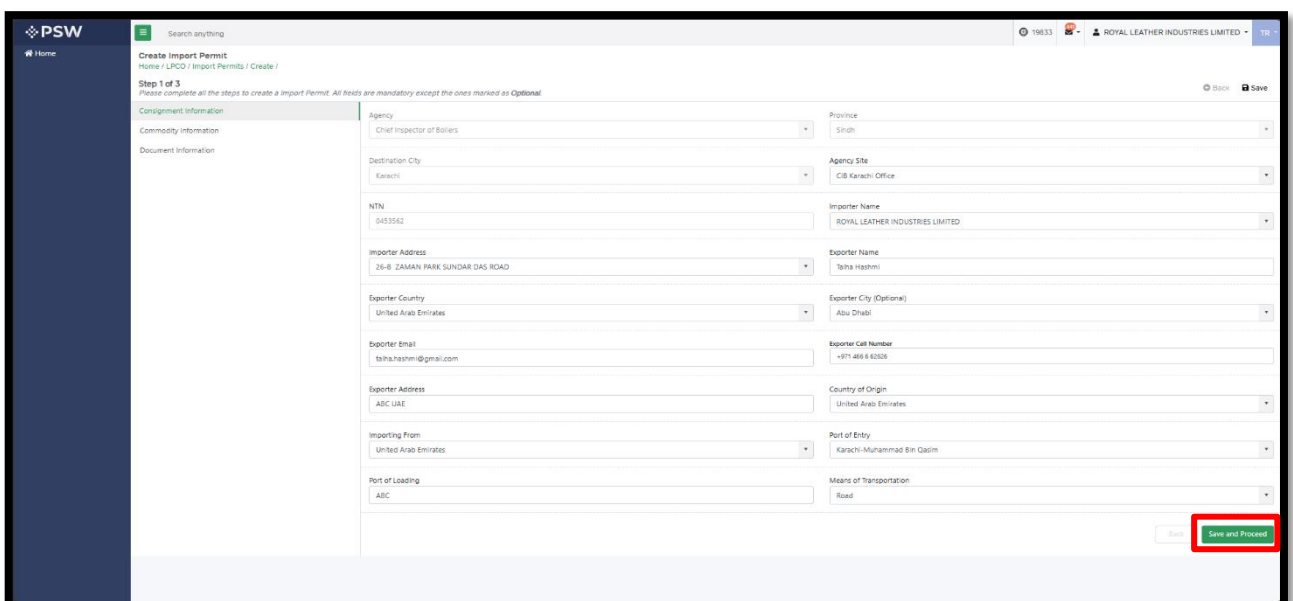 PSW
Search anything
19833
ROYAL LEATHER INDUSTRIES LIMITED
TR
Home
Create Import Permit
Home / LPCO / Import Permits / Create /
Step 1 of 3
Please complete all the steps to create a Import Permit. All fields are mandatory except the ones marked as Optional.
Back
Save
Consignment Information
Commodity Information
Document Information
Agency
Province
Chief Inspector of Boilers
Sindh
Destination City
Agency Site
Karachi
CIB Karachi Office
NTN
Importer Name
0453562
ROYAL LEATHER INDUSTRIES LIMITED
Importer Address
Exporter Name
26-B ZAMAN PARK SUNDAR DAS ROAD
Talha Hashmi
Exporter Country
Exporter City (Optional)
United Arab Emirates
Abu Dhabi
Exporter Email
Exporter Cell Number
talha.hashmi@gmail.com
+971 466 6 62626
Exporter Address
Country of Origin
ABC UAE
United Arab Emirates
Importing From
Port of Entry
United Arab Emirates
Karachi-Muhammad Bin Qasim
Port of Loading
Means of Transportation
ABC
Road
Back
Save and Proceed